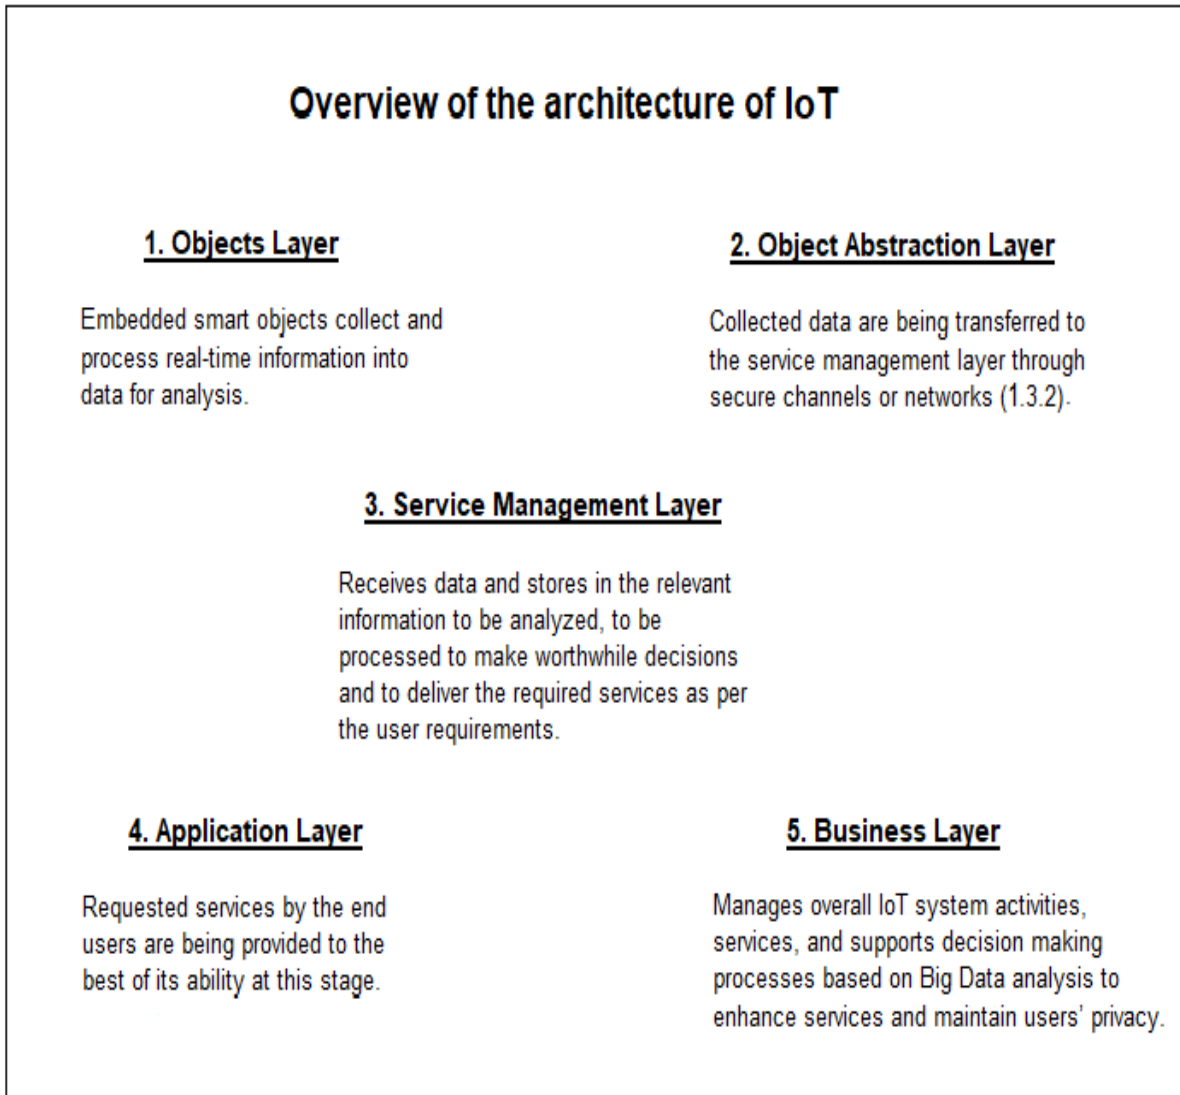 Overview of the architecture of IoT
1. Objects Layer
Embedded smart objects collect and
process real-time information into
data for analysis.
2. Object Abstraction Layer
Collected data are being transferred to
the service management layer through
secure channels or networks (1.3.2).
3. Service Management Layer
Receives data and stores in the relevant
information to be analyzed, to be
processed to make worthwhile decisions
and to deliver the required services as per
the user requirements.
4. Application Layer
Requested services by the end
users are being provided to the
best of its ability at this stage.
5. Business Layer
Manages overall IoT system activities,
services, and supports decision making
processes based on Big Data analysis to
enhance services and maintain users’ privacy.